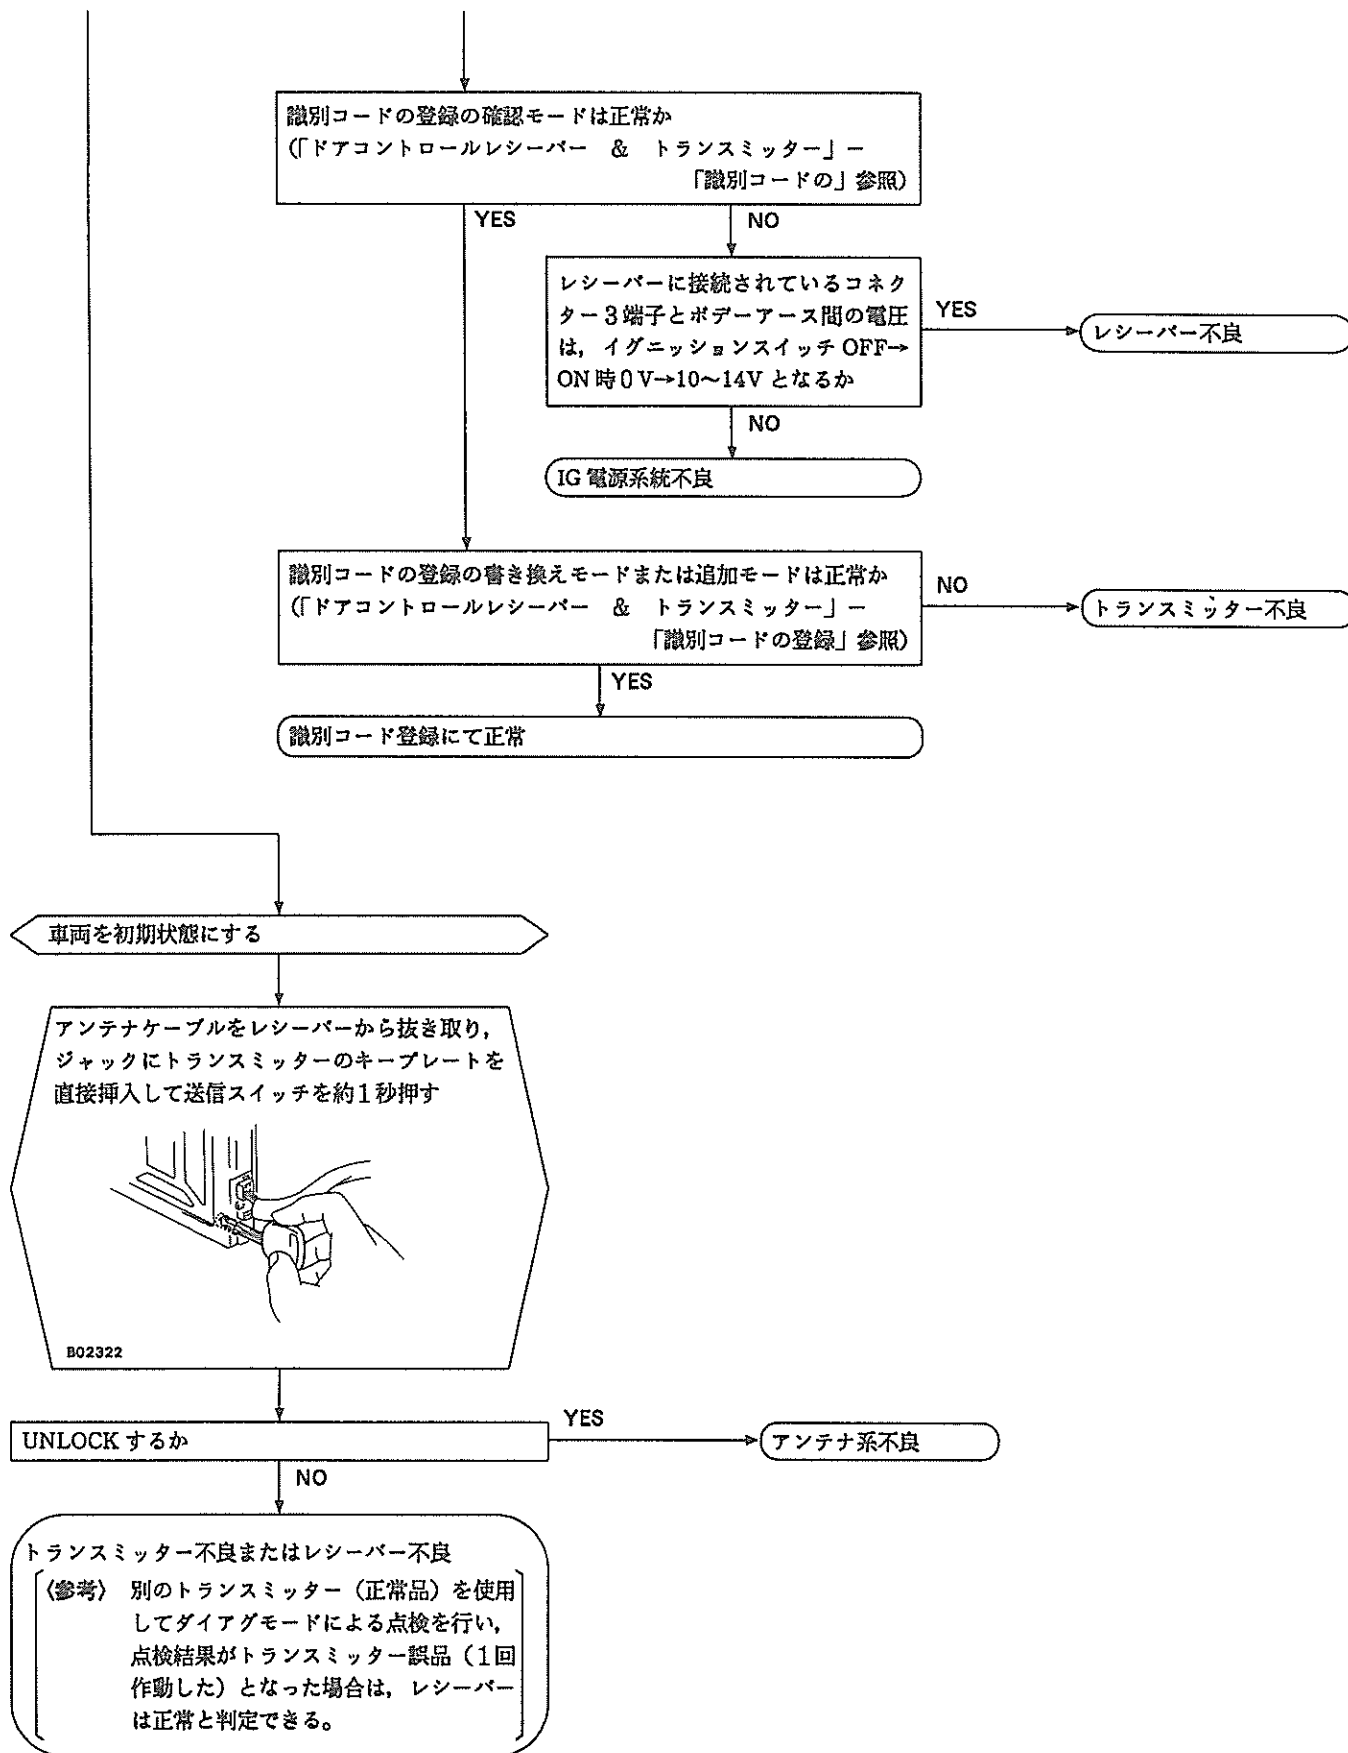 識別コードの登録の確認モードは正常か
(「ドアコントロールレシーバー　&　トランスミッター」－
「識別コードの」参照)
YES
NO
レシーバーに接続されているコネク
ター3端子とボデーアース間の電圧
は，イグニッションスイッチ OFF→
ON 時 0 V→10～14V となるか
YES
レシーバー不良
NO
IG 電源系統不良
識別コードの登録の書き換えモードまたは追加モードは正常か
(「ドアコントロールレシーバー　&　トランスミッター」－
「識別コードの登録」参照)
NO
トランスミッター不良
YES
識別コード登録にて正常
車両を初期状態にする
アンテナケーブルをレシーバーから抜き取り，
ジャックにトランスミッターのキープレートを
直接挿入して送信スイッチを約1秒押す
B02322
UNLOCK するか
YES
アンテナ系不良
NO
トランスミッター不良またはレシーバー不良
〈参考〉 別のトランスミッター（正常品）を使用
してダイアグモードによる点検を行い，
点検結果がトランスミッター誤品（1回
作動した）となった場合は，レシーバー
は正常と判定できる。